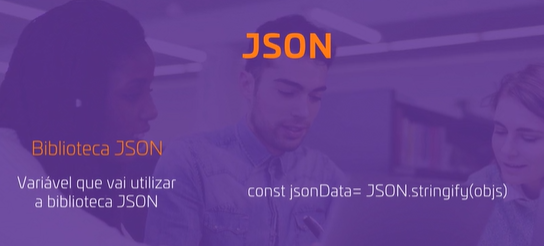 JSON
Biblioteca JSON
Variável que vai utilizar
a biblioteca JSON
const jsonData= JSON.stringify(objs)